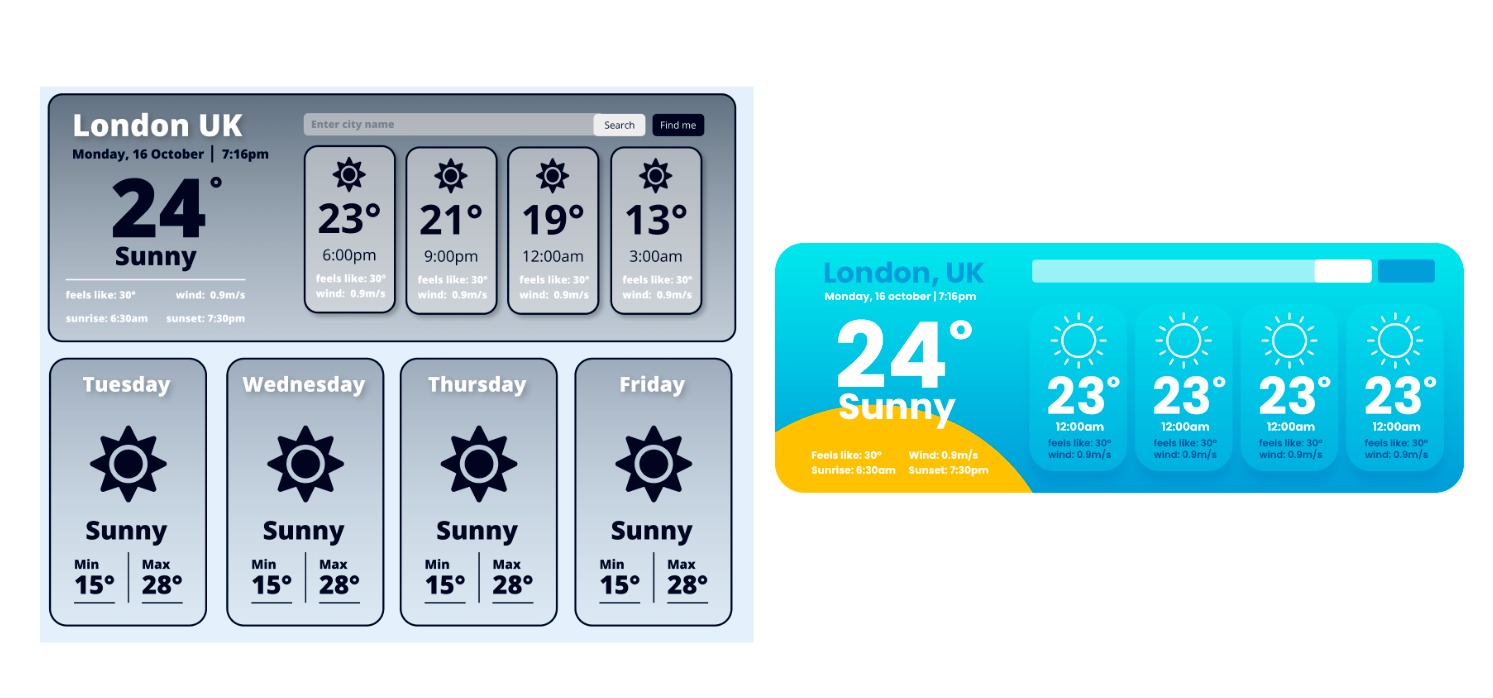 London UK
Enter city name
Search
Find me
Monday, 16 October | 7:16pm
24°
Sunny
feels like: 30° wind: 0.9m/s
sunrise: 6:30am sunset: 7:30pm
23°
6:00pm
feels like: 30°
wind: 0.9m/s
21°
9:00pm
feels like: 30°
wind: 0.9m/s
19°
12:00am
feels like: 30°
wind: 0.9m/s
13°
3:00am
feels like: 30°
wind: 0.9m/s
Tuesday
Sunny
Min Max
15° 28°
Wednesday
Sunny
Min Max
15° 28°
Thursday
Sunny
Min Max
15° 28°
Friday
Sunny
Min Max
15° 28°
London, UK
Monday, 16 october | 7:16pm
24°
Sunny
Feels like: 30° Wind: 0.9m/s
Sunrise: 6:30am Sunset: 7:30pm
23°
12:00am
feels like: 30°
wind: 0.9m/s
23°
12:00am
feels like: 30°
wind: 0.9m/s
23°
12:00am
feels like: 30°
wind: 0.9m/s
23°
12:00am
feels like: 30°
wind: 0.9m/s